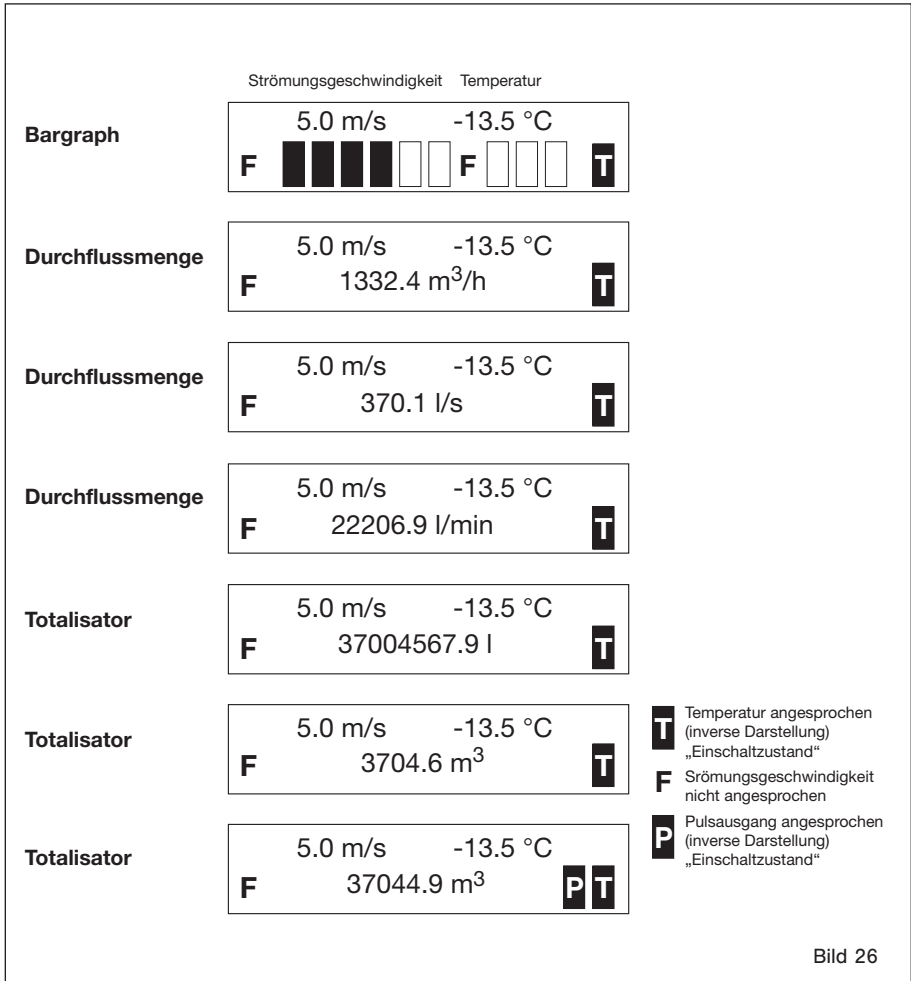 Strömungsgeschwindigkeit Temperatur
Bargraph
5.0 m/s -13.5 °C
F F T
Durchflussmenge
5.0 m/s -13.5 °C
F 1332.4 m³/h T
Durchflussmenge
5.0 m/s -13.5 °C
F 370.1 l/s T
Durchflussmenge
5.0 m/s -13.5 °C
F 22206.9 l/min T
Totalisator
5.0 m/s -13.5 °C
F 37004567.9 l T
Totalisator
5.0 m/s -13.5 °C
F 3704.6 m³ T
Totalisator
5.0 m/s -13.5 °C
F 37044.9 m³ P T
T Temperatur angesprochen
(inverse Darstellung)
„Einschaltzustand“
F Srömungsgeschwindigkeit
nicht angesprochen
P Pulsausgang angesprochen
(inverse Darstellung)
„Einschaltzustand“
Bild 26